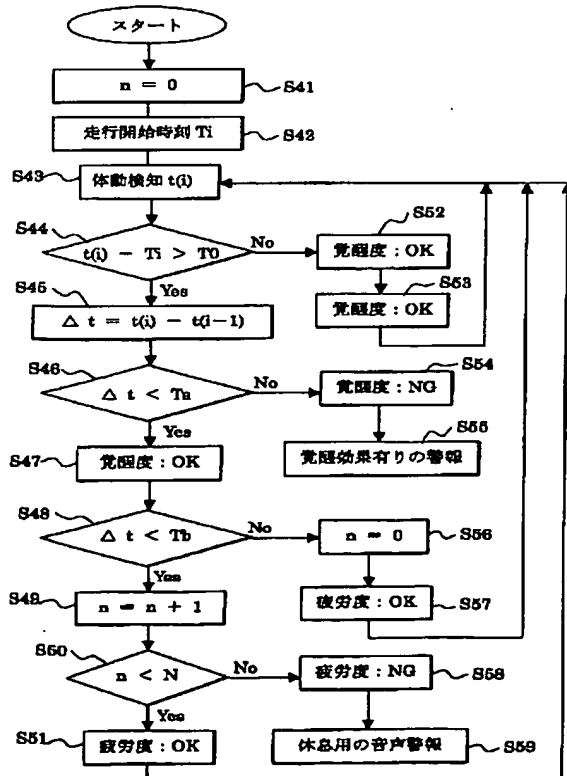 スタート
n = 0
S41
走行開始時刻 Ti
S42
S43
体動検知 t(i)
S44
t(i) - Ti > T0
No
Yes
S52
覚醒度 : OK
S53
覚醒度 : OK
S45
Δ t = t(i) - t(i-1)
S46
Δ t < Ta
No
Yes
S54
覚醒度 : NG
S55
覚醒効果有りの警報
S47
覚醒度 : OK
S48
Δ t < Tb
No
Yes
n = 0
S56
疲労度 : OK
S57
S49
n = n + 1
S50
n < N
No
Yes
疲労度 : NG
S58
休息用の音声警報
S59
S51
疲労度 : OK